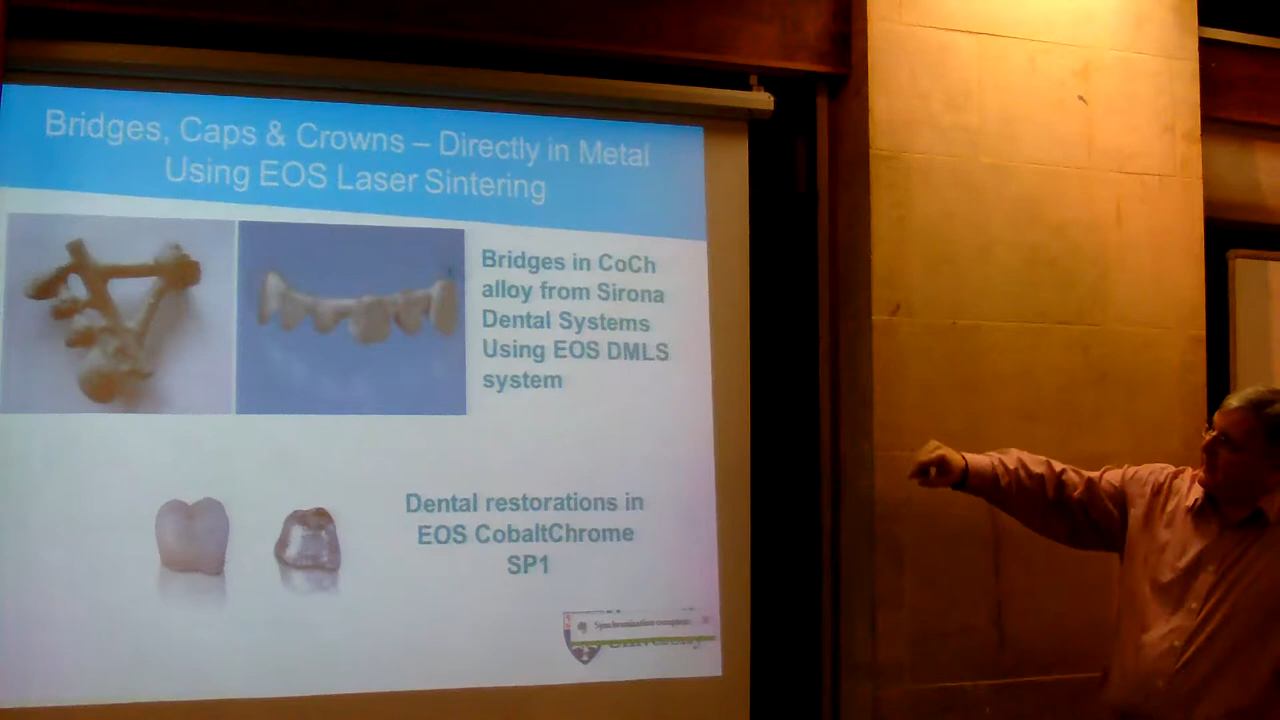 Bridges, Caps & Crowns – Directly in Metal
Using EOS Laser Sintering
Bridges in CoCh
alloy from Sirona
Dental Systems
Using EOS DMLS
system
Dental restorations in
EOS CobaltChrome
SP1
Synchronization